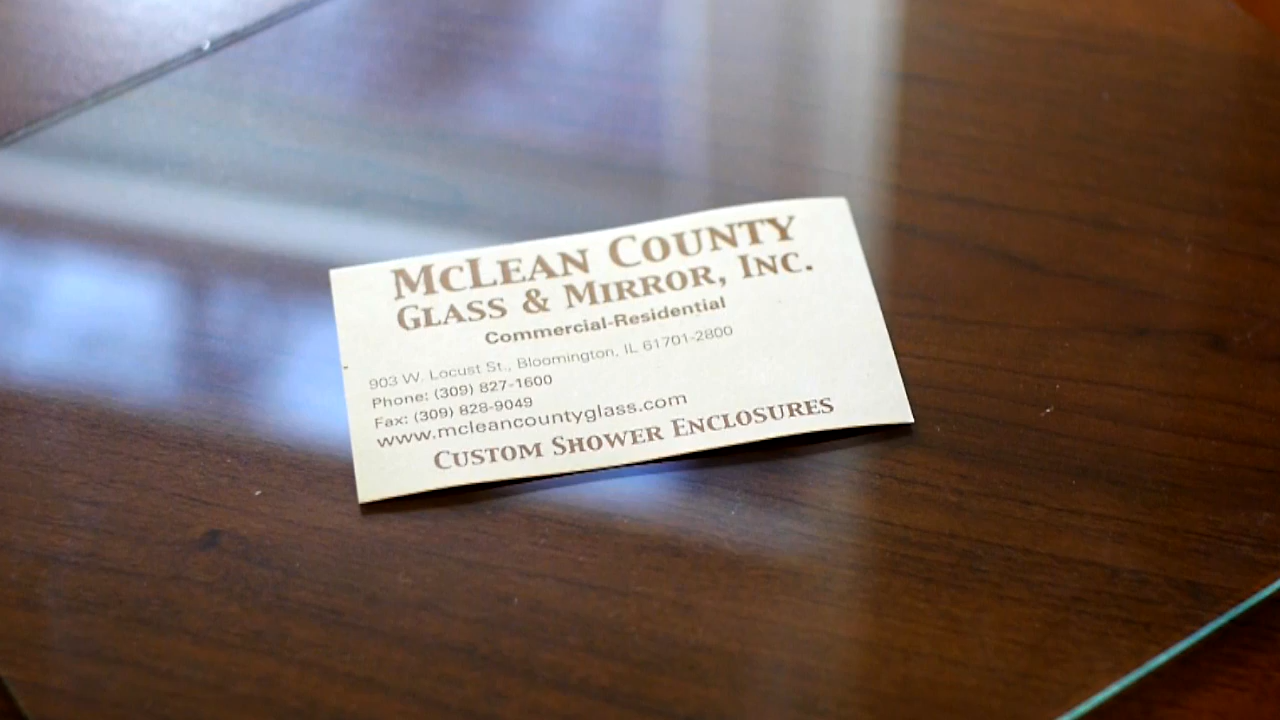 McLean County
Glass & Mirror, Inc.
Commercial-Residential
903 W. Locust St., Bloomington, IL 61701-2800
Phone: (309) 827-1600
Fax: (309) 828-9049
www.mcleancountyglass.com
Custom Shower Enclosures